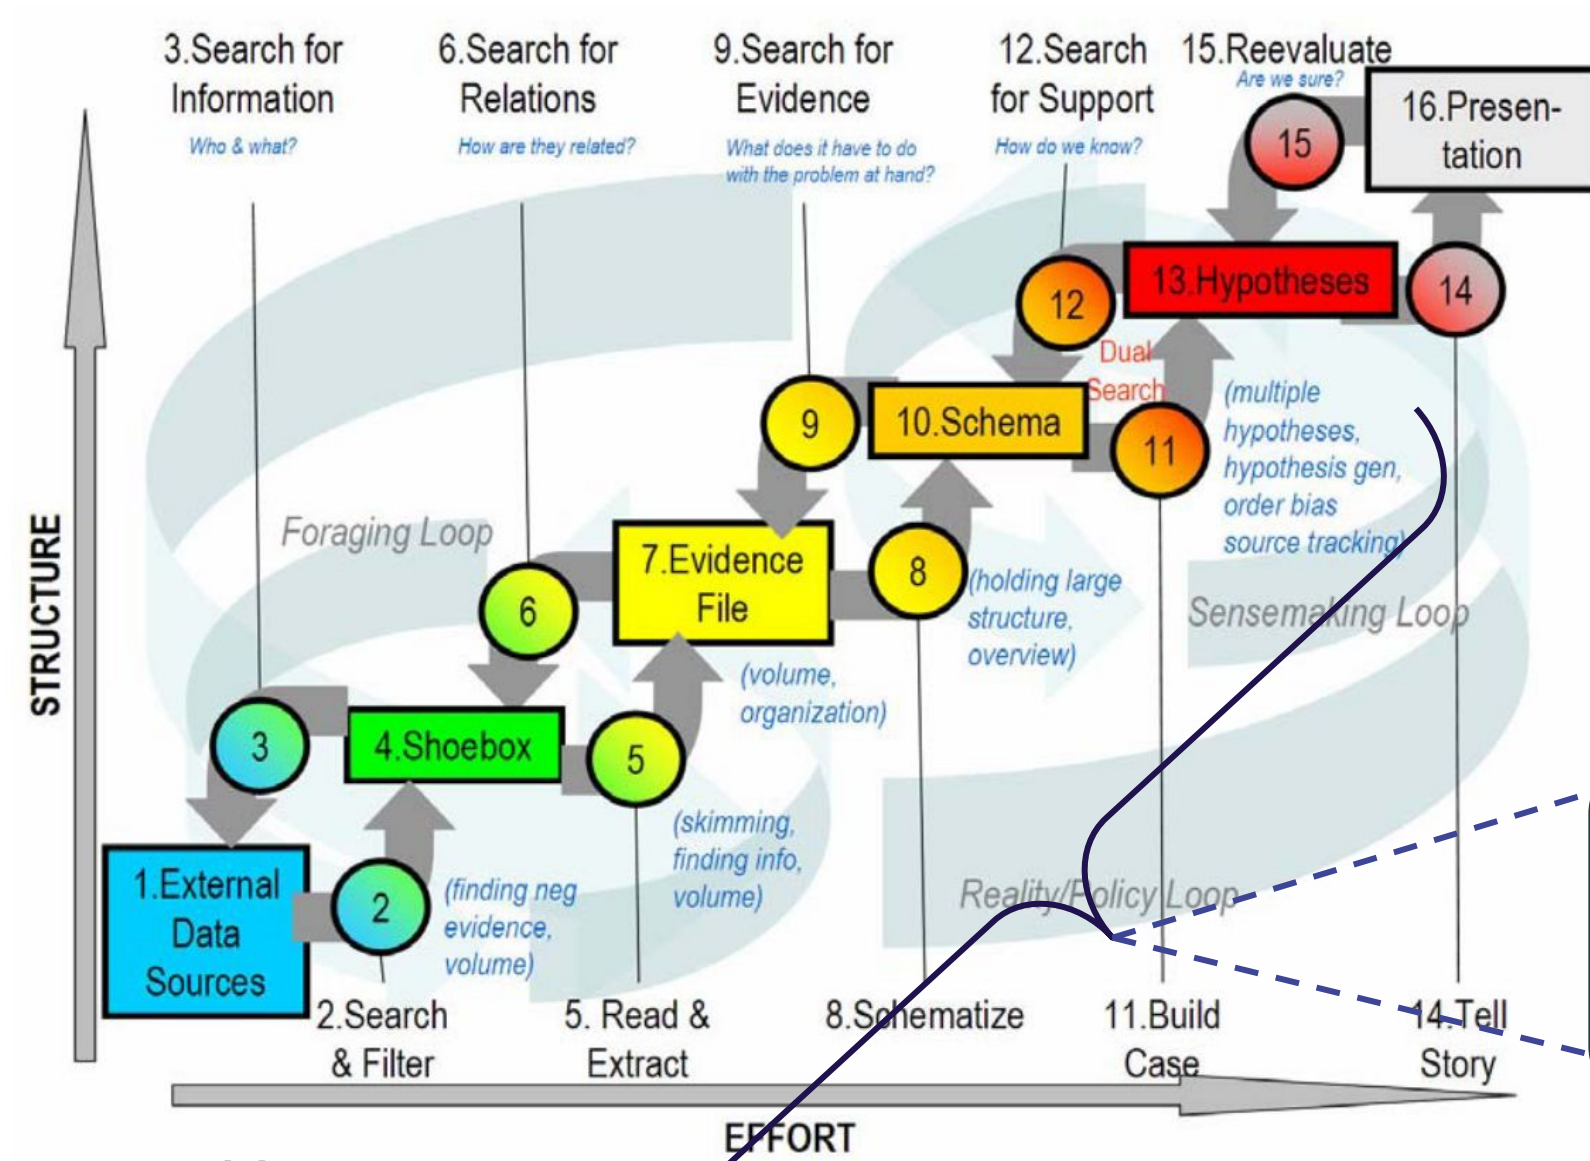 3.Search for
Information
Who & what?
6.Search for
Relations
How are they related?
9.Search for
Evidence
What does it have to do
with the problem at hand?
12.Search
for Support
How do we know?
15.Reevaluate
Are we sure?
16.Presen-
tation
15
13.Hypotheses
14
12
Dual
Search
10.Schema
9
11
(multiple
hypotheses,
hypothesis gen,
order bias
source tracking)
Foraging Loop
7.Evidence
File
8
6
(holding large
structure,
overview)
Sensemaking Loop
(volume,
organization)
3
4.Shoebox
5
(skimming,
finding info,
volume)
1.External
Data
Sources
2
(finding neg
evidence,
volume)
Reality/Policy Loop
2.Search
& Filter
5. Read &
Extract
8.Schematize
11.Build
Case
14.Tell
Story
STRUCTURE
EFFORT